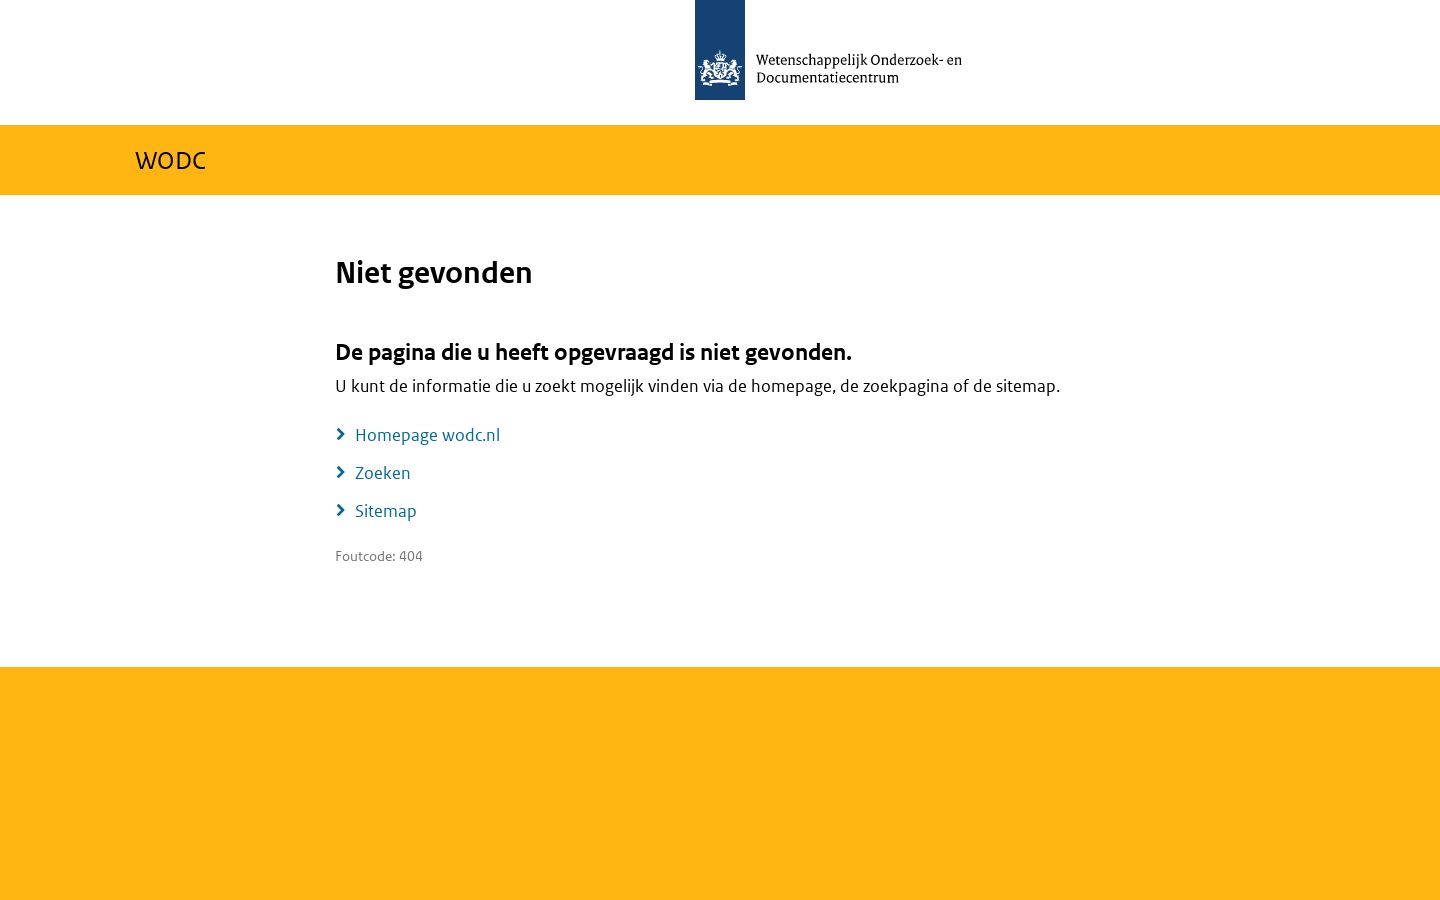 Wetenschappelijk Onderzoek- en
Documentatiecentrum
WODC
Niet gevonden
De pagina die u heeft opgevraagd is niet gevonden.
U kunt de informatie die u zoekt mogelijk vinden via de homepage, de zoekpagina of de sitemap.
Homepage wodc.nl
Zoeken
Sitemap
Foutcode: 404